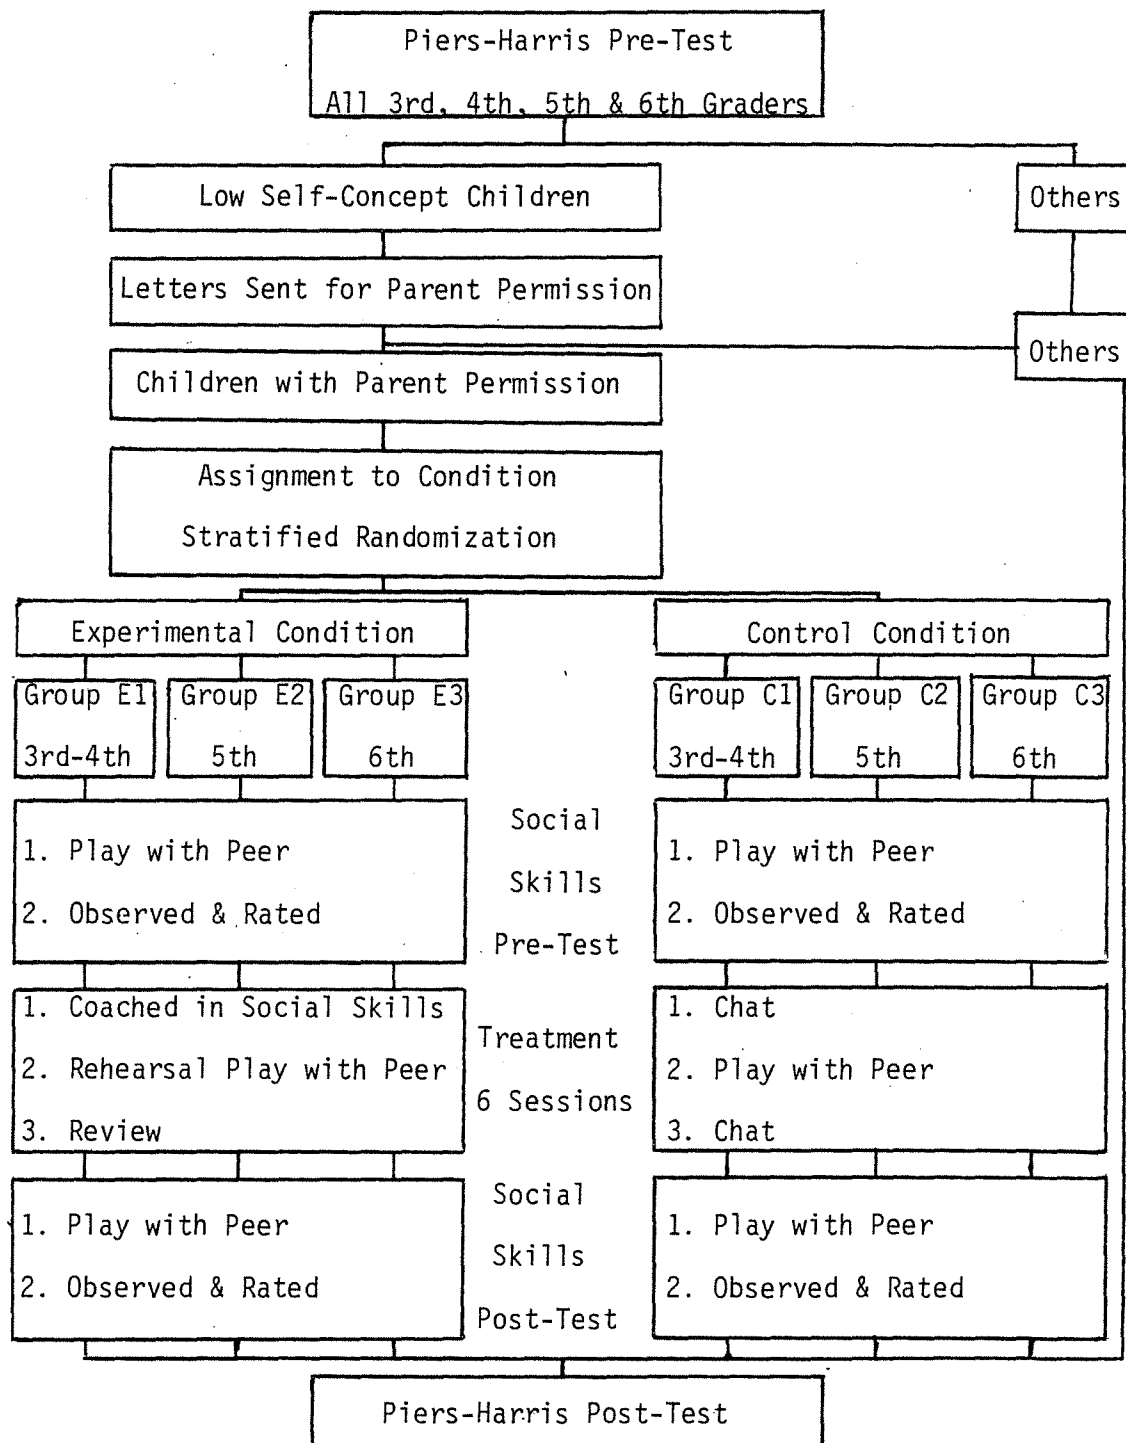 Piers-Harris Pre-Test
All 3rd, 4th, 5th & 6th Graders
Low Self-Concept Children
Others
Letters Sent for Parent Permission
Others
Children with Parent Permission
Assignment to Condition
Stratified Randomization
Experimental Condition
Control Condition
Group E1
3rd-4th
Group E2
5th
Group E3
6th
Group C1
3rd-4th
Group C2
5th
Group C3
6th
1. Play with Peer
2. Observed & Rated
Social
Skills
Pre-Test
1. Play with Peer
2. Observed & Rated
1. Coached in Social Skills
2. Rehearsal Play with Peer
3. Review
Treatment
6 Sessions
1. Chat
2. Play with Peer
3. Chat
1. Play with Peer
2. Observed & Rated
Social
Skills
Post-Test
1. Play with Peer
2. Observed & Rated
Piers-Harris Post-Test